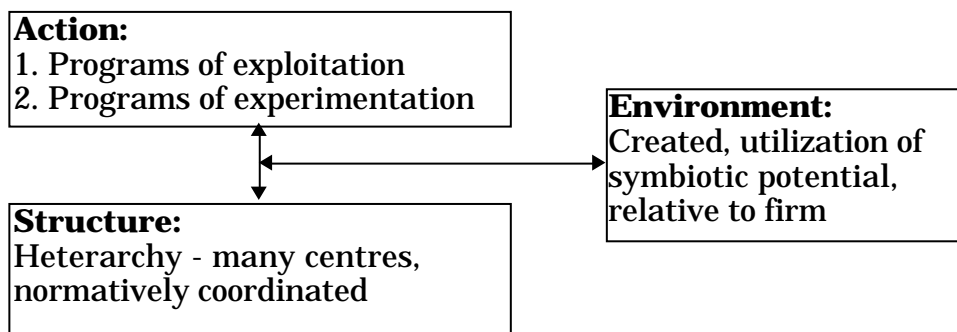 Action:
1. Programs of exploitation
2. Programs of experimentation
Environment:
Created, utilization of
symbiotic potential,
relative to firm
Structure:
Heterarchy - many centres,
normatively coordinated